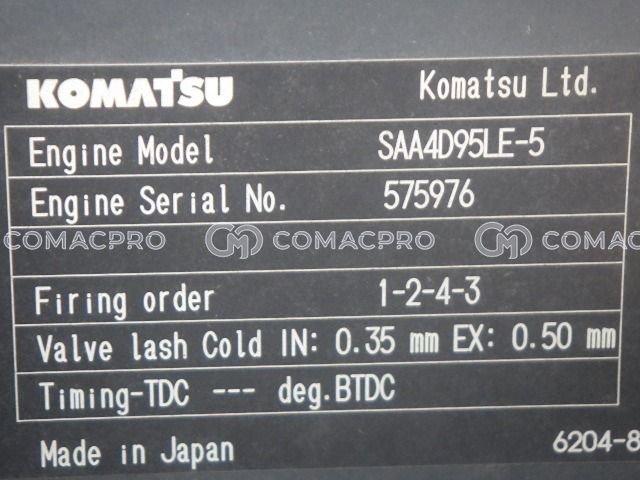 KOMATSU Komatsu Ltd.
Engine Model SAA4D95LE-5
Engine Serial No. 575976
COMACPRO COMACPRO COMACPRO
Firing order 1-2-4-3
Valve lash Cold IN: 0.35 mm EX: 0.50 mm
Timing-TDC --- deg.BTDC
Made in Japan 6204-8